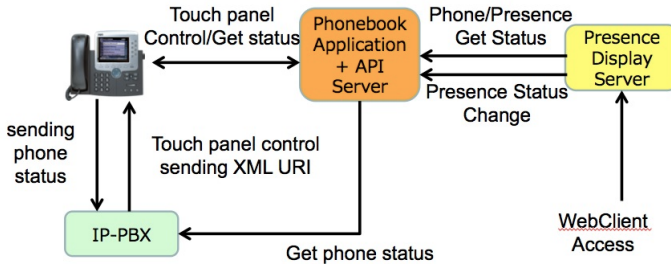 Touch panel
Control/Get status
Phonebook
Application
+ API
Server
Phone/Presence
Get Status
Presence
Display
Server
Presence Status
Change
sending
phone
status
Touch panel control
sending XML URI
IP-PBX
Get phone status
WebClient
Access